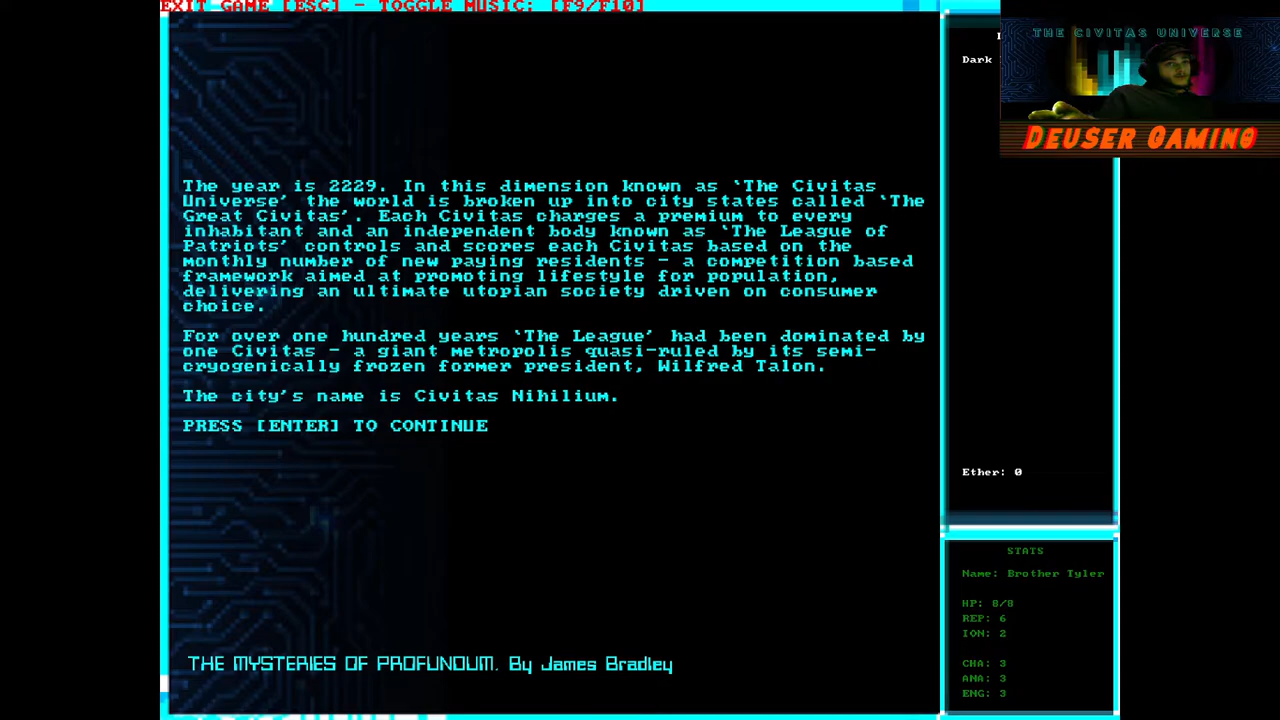 EXIT GAME [ESC] - TOGGLE MUSIC: [F9/F10]
THE CIVITAS UNIVERSE
Dark
DEUSER GAMING
The year is 2229. In this dimension known as `The Civitas
Universe' the world is broken up into city states called `The
Great Civitas'. Each Civitas charges a premium to every
inhabitant and an independent body known as `The League of
Patriots' controls and scores each Civitas based on the
monthly number of new paying residents - a competition based
framework aimed at promoting lifestyle for population,
delivering an ultimate utopian society driven on consumer
choice.
For over one hundred years `The League' had been dominated by
one Civitas - a giant metropolis quasi-ruled by its semi-
cryogenically frozen former president, Wilfred Talon.
The city's name is Civitas Nihilium.
PRESS [ENTER] TO CONTINUE
Ether: 0
STATS
Name: Brother Tyler
HP: 8/8
REP: 6
ION: 2
CHA: 3
ANA: 3
ENG: 3
THE MYSTERIES OF PROFUNDUM. By James Bradley